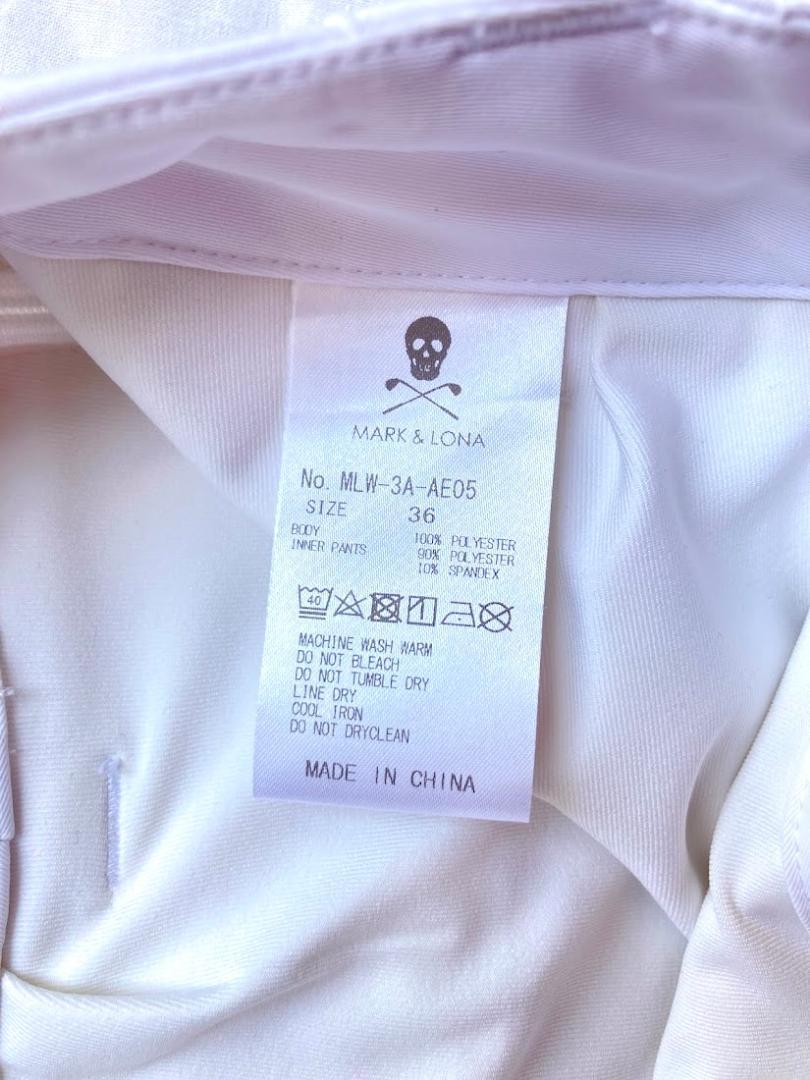 MARK & LONA
No. MLW-3A-AE05
SIZE 36
BODY 100% POLYESTER
INNER PANTS 90% POLYESTER
10% SPANDEX
40
MACHINE WASH WARM
DO NOT BLEACH
DO NOT TUMBLE DRY
LINE DRY
COOL IRON
DO NOT DRYCLEAN
MADE IN CHINA